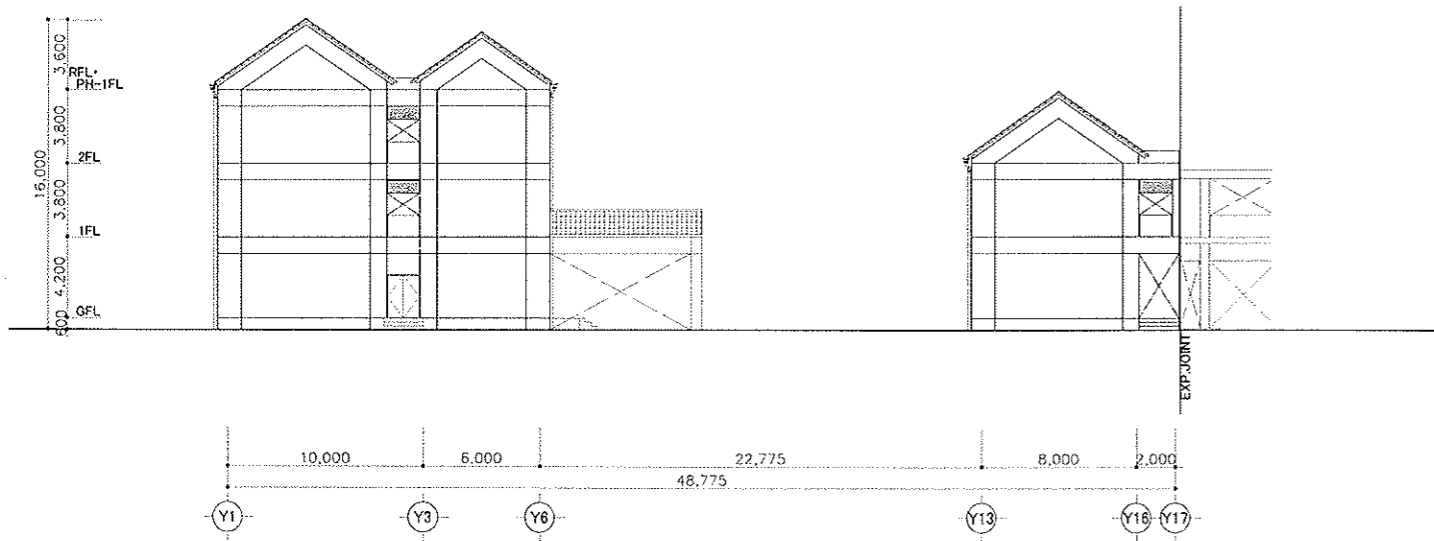 3,600
RFL・
PH-1FL
3,800
2FL
16,000
3,800
1FL
4,200
GFL
600
EXP.JOINT
10,000
6,000
22,775
8,000
2,000
48,775
Y1
Y3
Y6
Y13
Y16
Y17